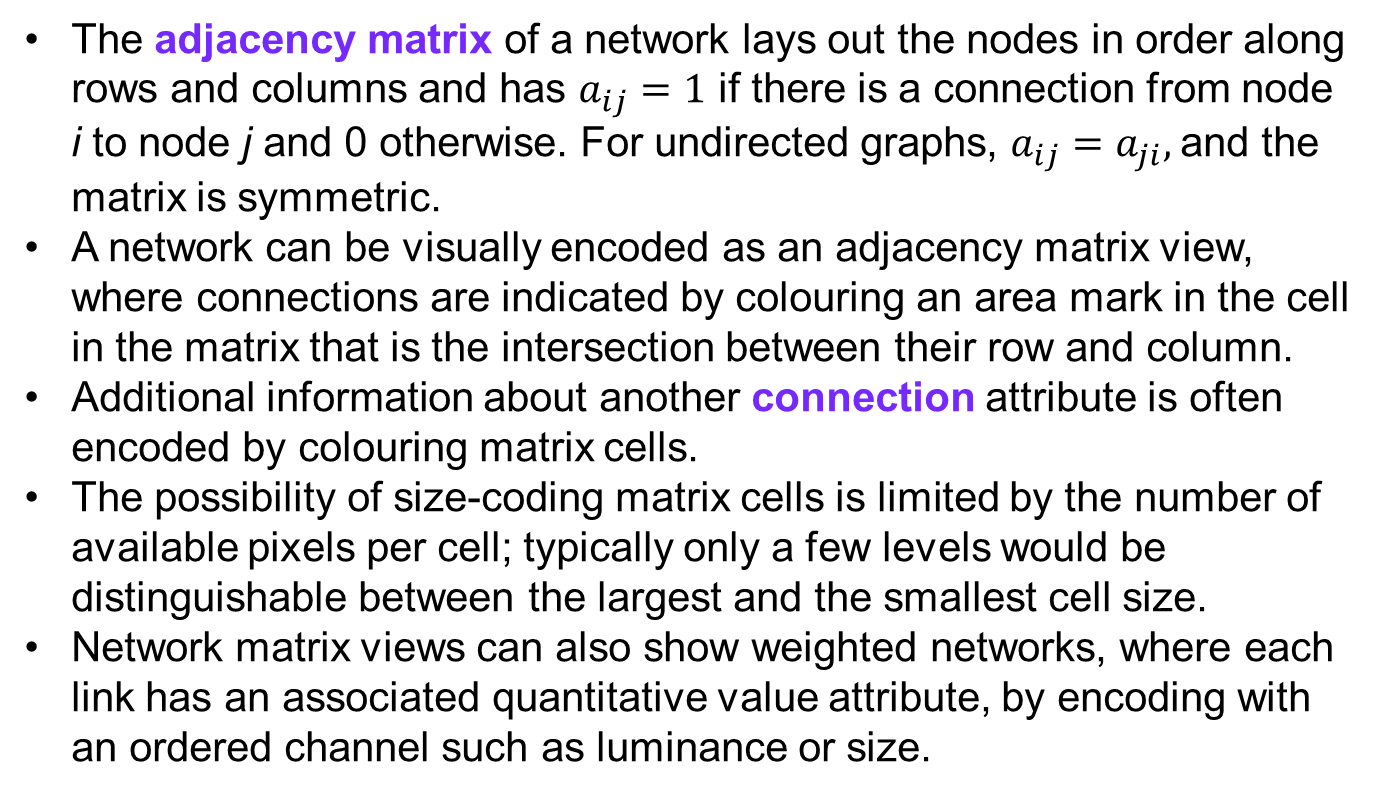 • The adjacency matrix of a network lays out the nodes in order along
rows and columns and has aᵢⱼ = 1 if there is a connection from node
i to node j and 0 otherwise. For undirected graphs, aᵢⱼ = aⱼᵢ, and the
matrix is symmetric.
• A network can be visually encoded as an adjacency matrix view,
where connections are indicated by colouring an area mark in the cell
in the matrix that is the intersection between their row and column.
• Additional information about another connection attribute is often
encoded by colouring matrix cells.
• The possibility of size-coding matrix cells is limited by the number of
available pixels per cell; typically only a few levels would be
distinguishable between the largest and the smallest cell size.
• Network matrix views can also show weighted networks, where each
link has an associated quantitative value attribute, by encoding with
an ordered channel such as luminance or size.